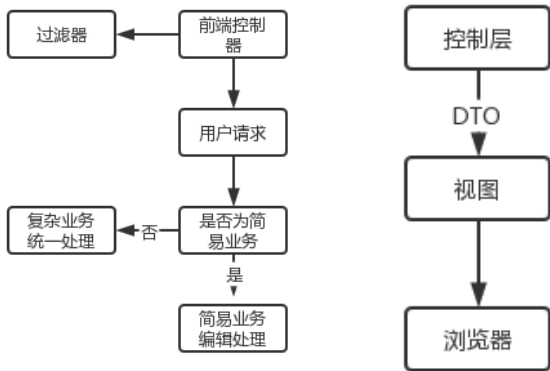 过滤器
前端控制
器
用户请求
复杂业务
统一处理
否
是否为简
易业务
是
简易业务
编辑处理
控制层
DTO
视图
浏览器